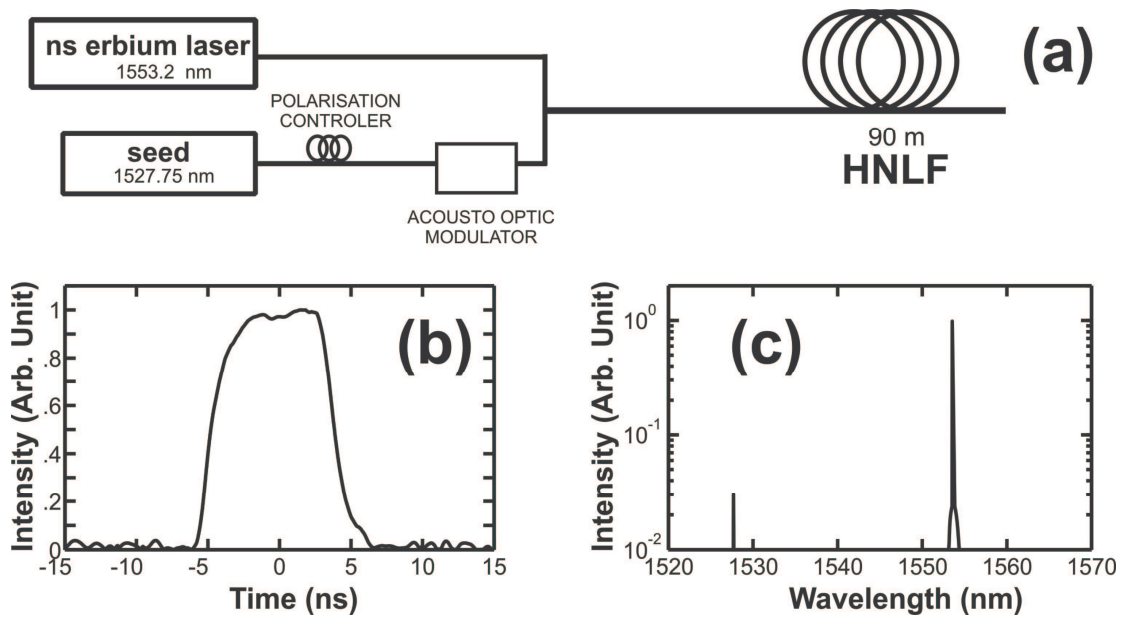 ns erbium laser
1553.2 nm
(a)
POLARISATION
CONTROLER
seed
1527.75 nm
ACOUSTO OPTIC
MODULATOR
90 m
HNLF
Intensity (Arb. Unit)
1
.8
.6
.4
.2
0
-15
-10
-5
0
5
10
15
Time (ns)
(b)
Intensity (Arb. Unit)
10^0
10^-1
10^-2
1520
1530
1540
1550
1560
1570
Wavelength (nm)
(c)